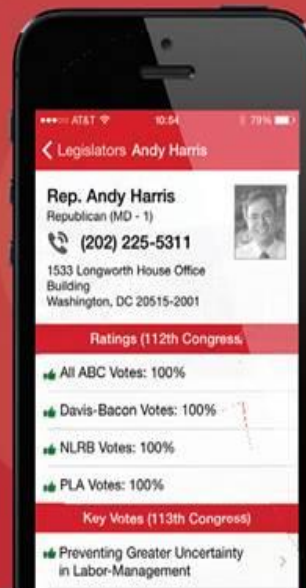 AT&T 10:54 79%
Legislators Andy Harris
Rep. Andy Harris
Republican (MD - 1)
(202) 225-5311
1533 Longworth House Office
Building
Washington, DC 20515-2001
Ratings (112th Congress)
All ABC Votes: 100%
Davis-Bacon Votes: 100%
NLRB Votes: 100%
PLA Votes: 100%
Key Votes (113th Congress)
Preventing Greater Uncertainty
in Labor-Management